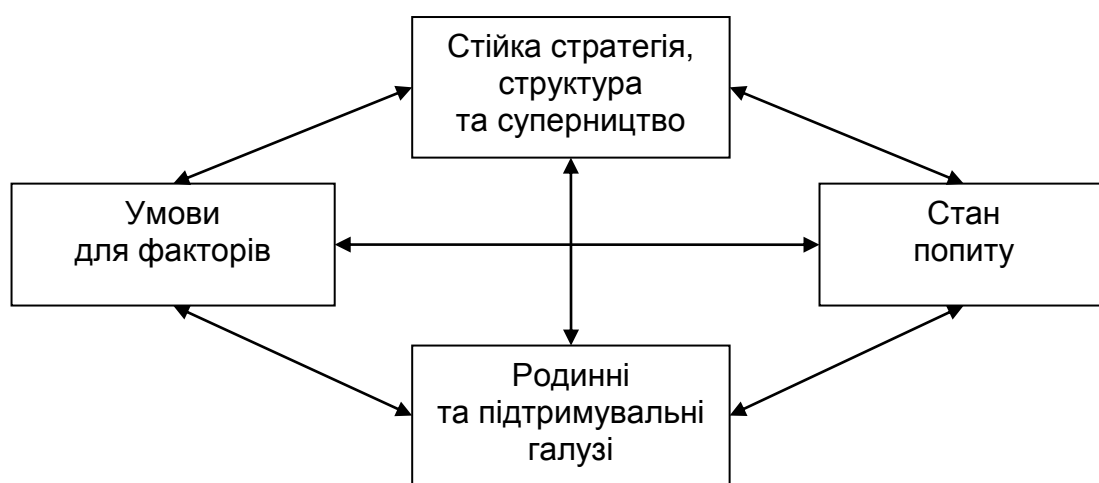 Стійка стратегія,
структура
та суперництво
Умови
для факторів
Стан
попиту
Родинні
та підтримувальні
галузі